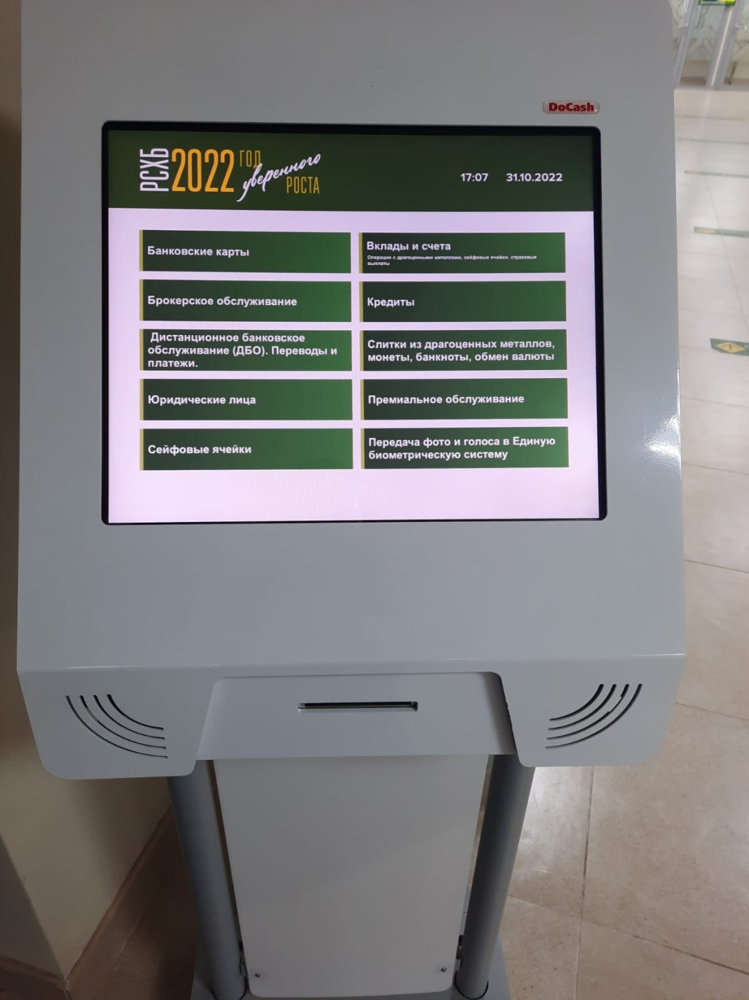 DoCash
РСХБ 2022 ГОД уверенного РОСТА
17:07 31.10.2022
Банковские карты
Вклады и счета
Операции с драгоценными металлами, сейфовые ячейки, страховые
выплаты
Брокерское обслуживание
Кредиты
Дистанционное банковское
обслуживание (ДБО). Переводы и
платежи.
Слитки из драгоценных металлов,
монеты, банкноты, обмен валюты
Юридические лица
Премиальное обслуживание
Сейфовые ячейки
Передача фото и голоса в Единую
биометрическую систему